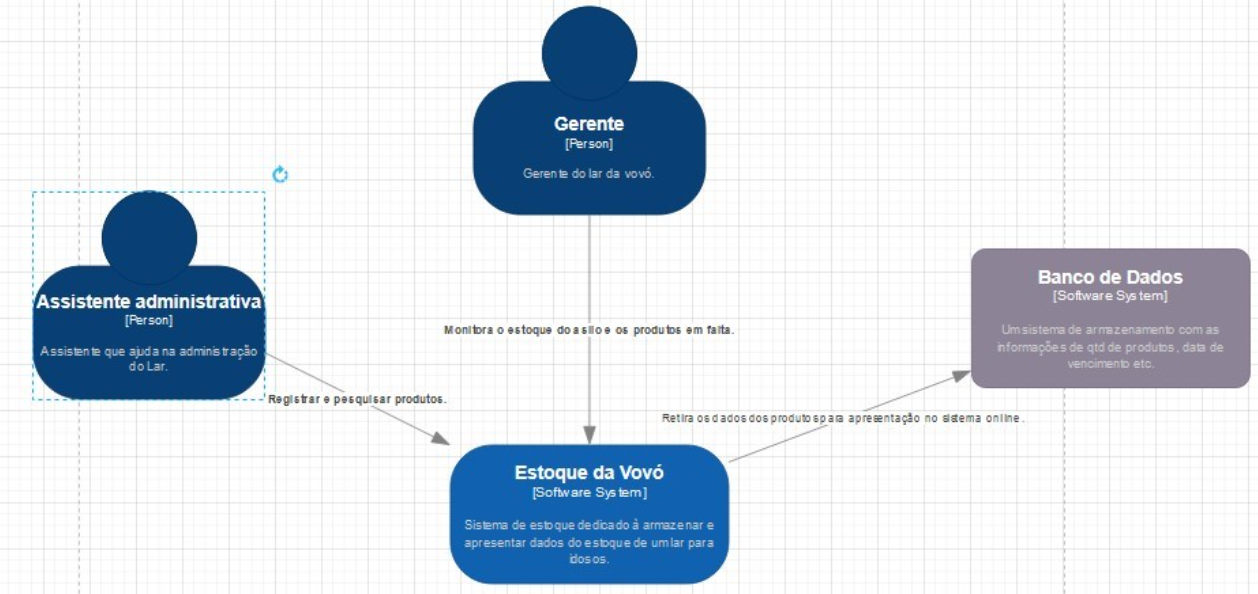 Gerente
[Person]
Gerente do lar da vovó.
Assistente administrativa
[Person]
Assistente que ajuda na administração
do Lar.
Monitora o estoque do asilo e os produtos em falta.
Registrar e pesquisar produtos.
Banco de Dados
[Software System]
Um sistema de armazenamento com as
informações de qtd de produtos, data de
vencimento etc.
Retira os dados dos produtos para apresentação no sistema online.
Estoque da Vovó
[Software System]
Sistema de estoque dedicado à armazenar e
apresentar dados do estoque de um lar para
idosos.